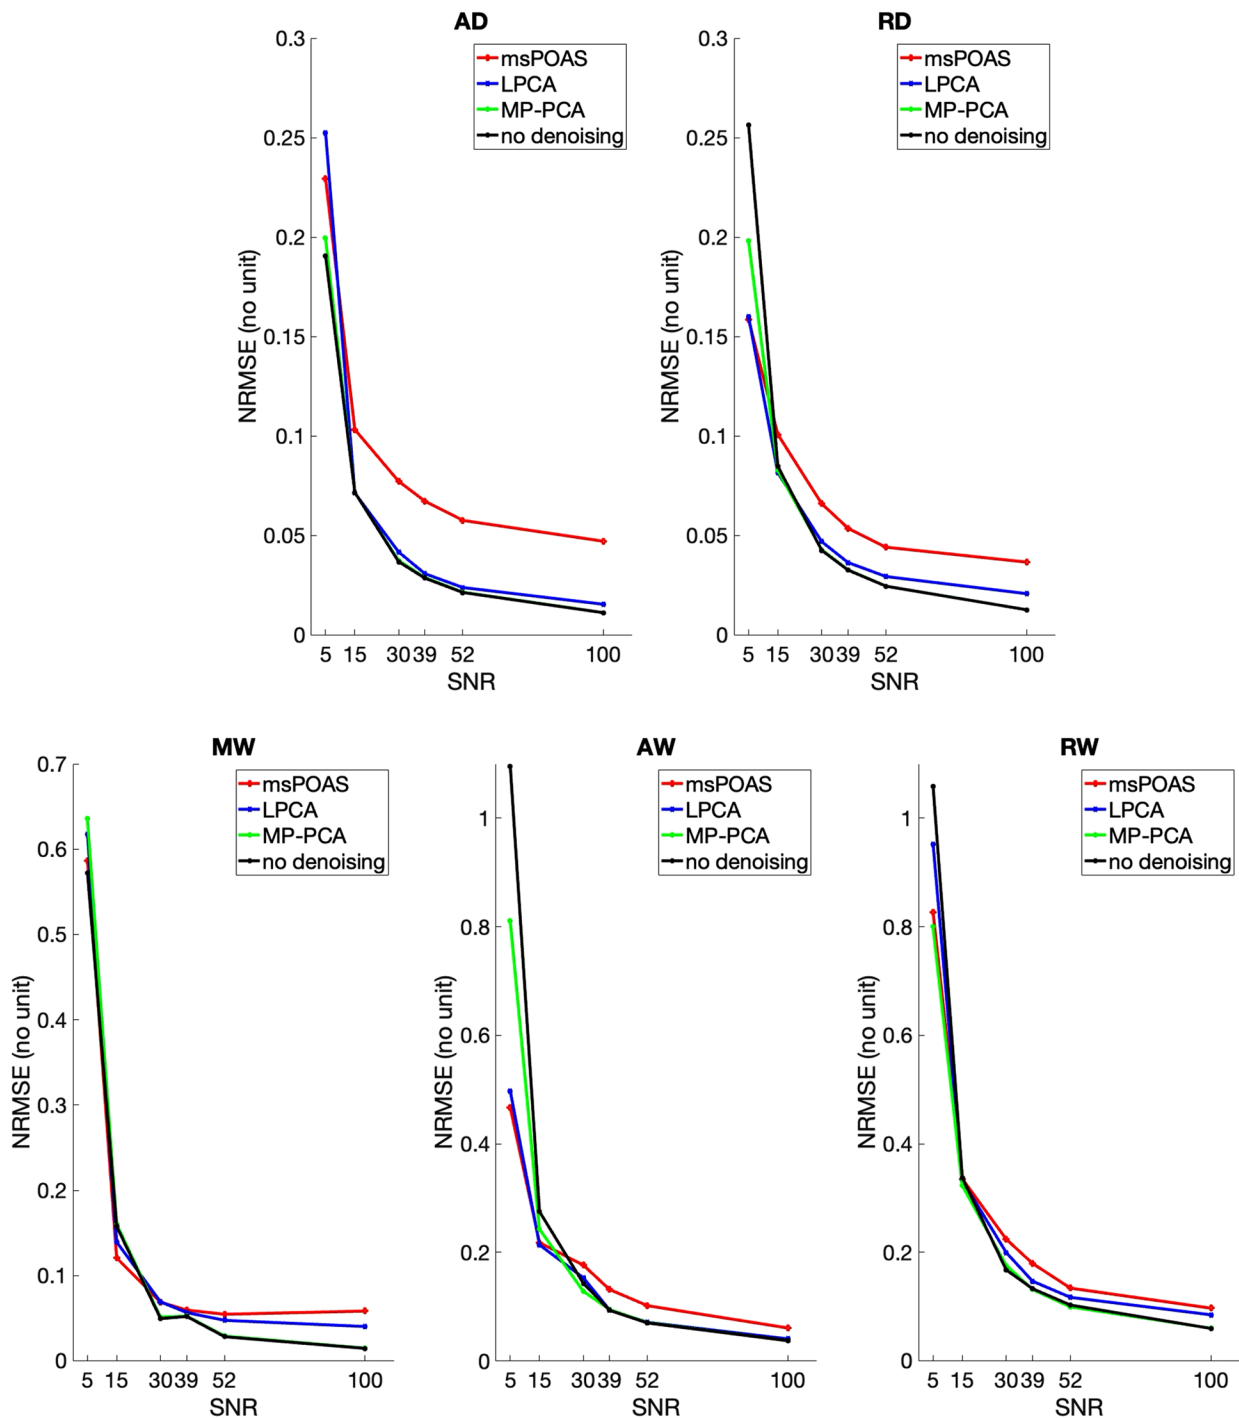 AD
0.3
0.25
0.2
0.15
0.1
0.05
0
NRMSE (no unit)
msPOAS
LPCA
MP-PCA
no denoising
5 15 30 39 52 100
SNR
RD
0.3
0.25
0.2
0.15
0.1
0.05
0
NRMSE (no unit)
msPOAS
LPCA
MP-PCA
no denoising
5 15 30 39 52 100
SNR
MW
0.7
0.6
0.5
0.4
0.3
0.2
0.1
0
NRMSE (no unit)
msPOAS
LPCA
MP-PCA
no denoising
5 15 30 39 52 100
SNR
AW
1
0.8
0.6
0.4
0.2
0
NRMSE (no unit)
msPOAS
LPCA
MP-PCA
no denoising
5 15 30 39 52 100
SNR
RW
1
0.8
0.6
0.4
0.2
0
NRMSE (no unit)
msPOAS
LPCA
MP-PCA
no denoising
5 15 30 39 52 100
SNR